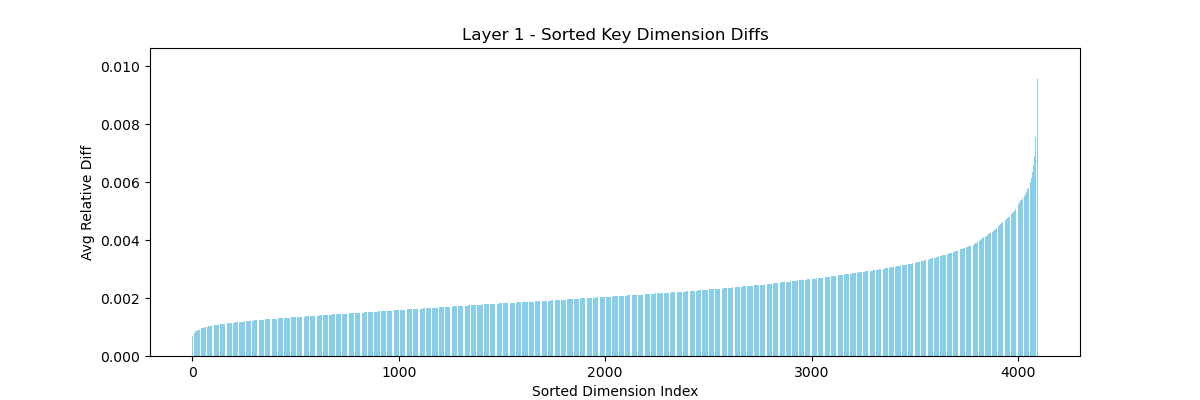 Layer 1 - Sorted Key Dimension Diffs
0.010
0.008
0.006
0.004
0.002
0.000
Avg Relative Diff
0 1000 2000 3000 4000
Sorted Dimension Index